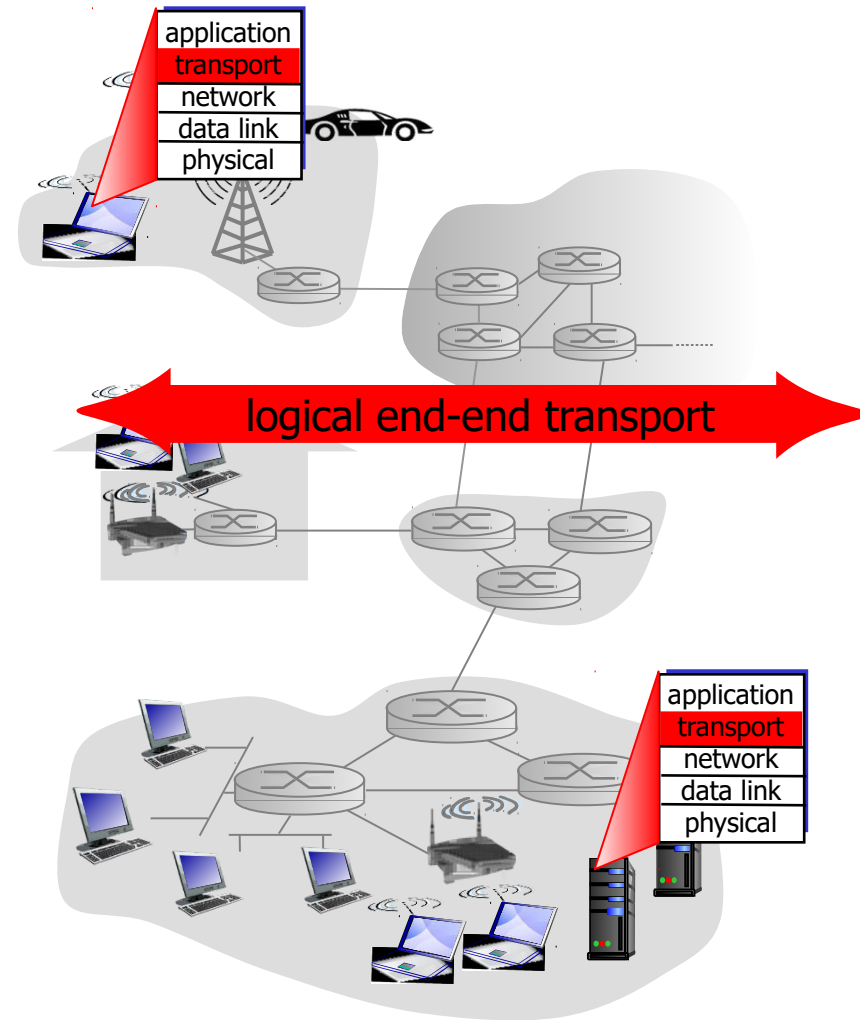 application
transport
network
data link
physical
logical end-end transport
application
transport
network
data link
physical